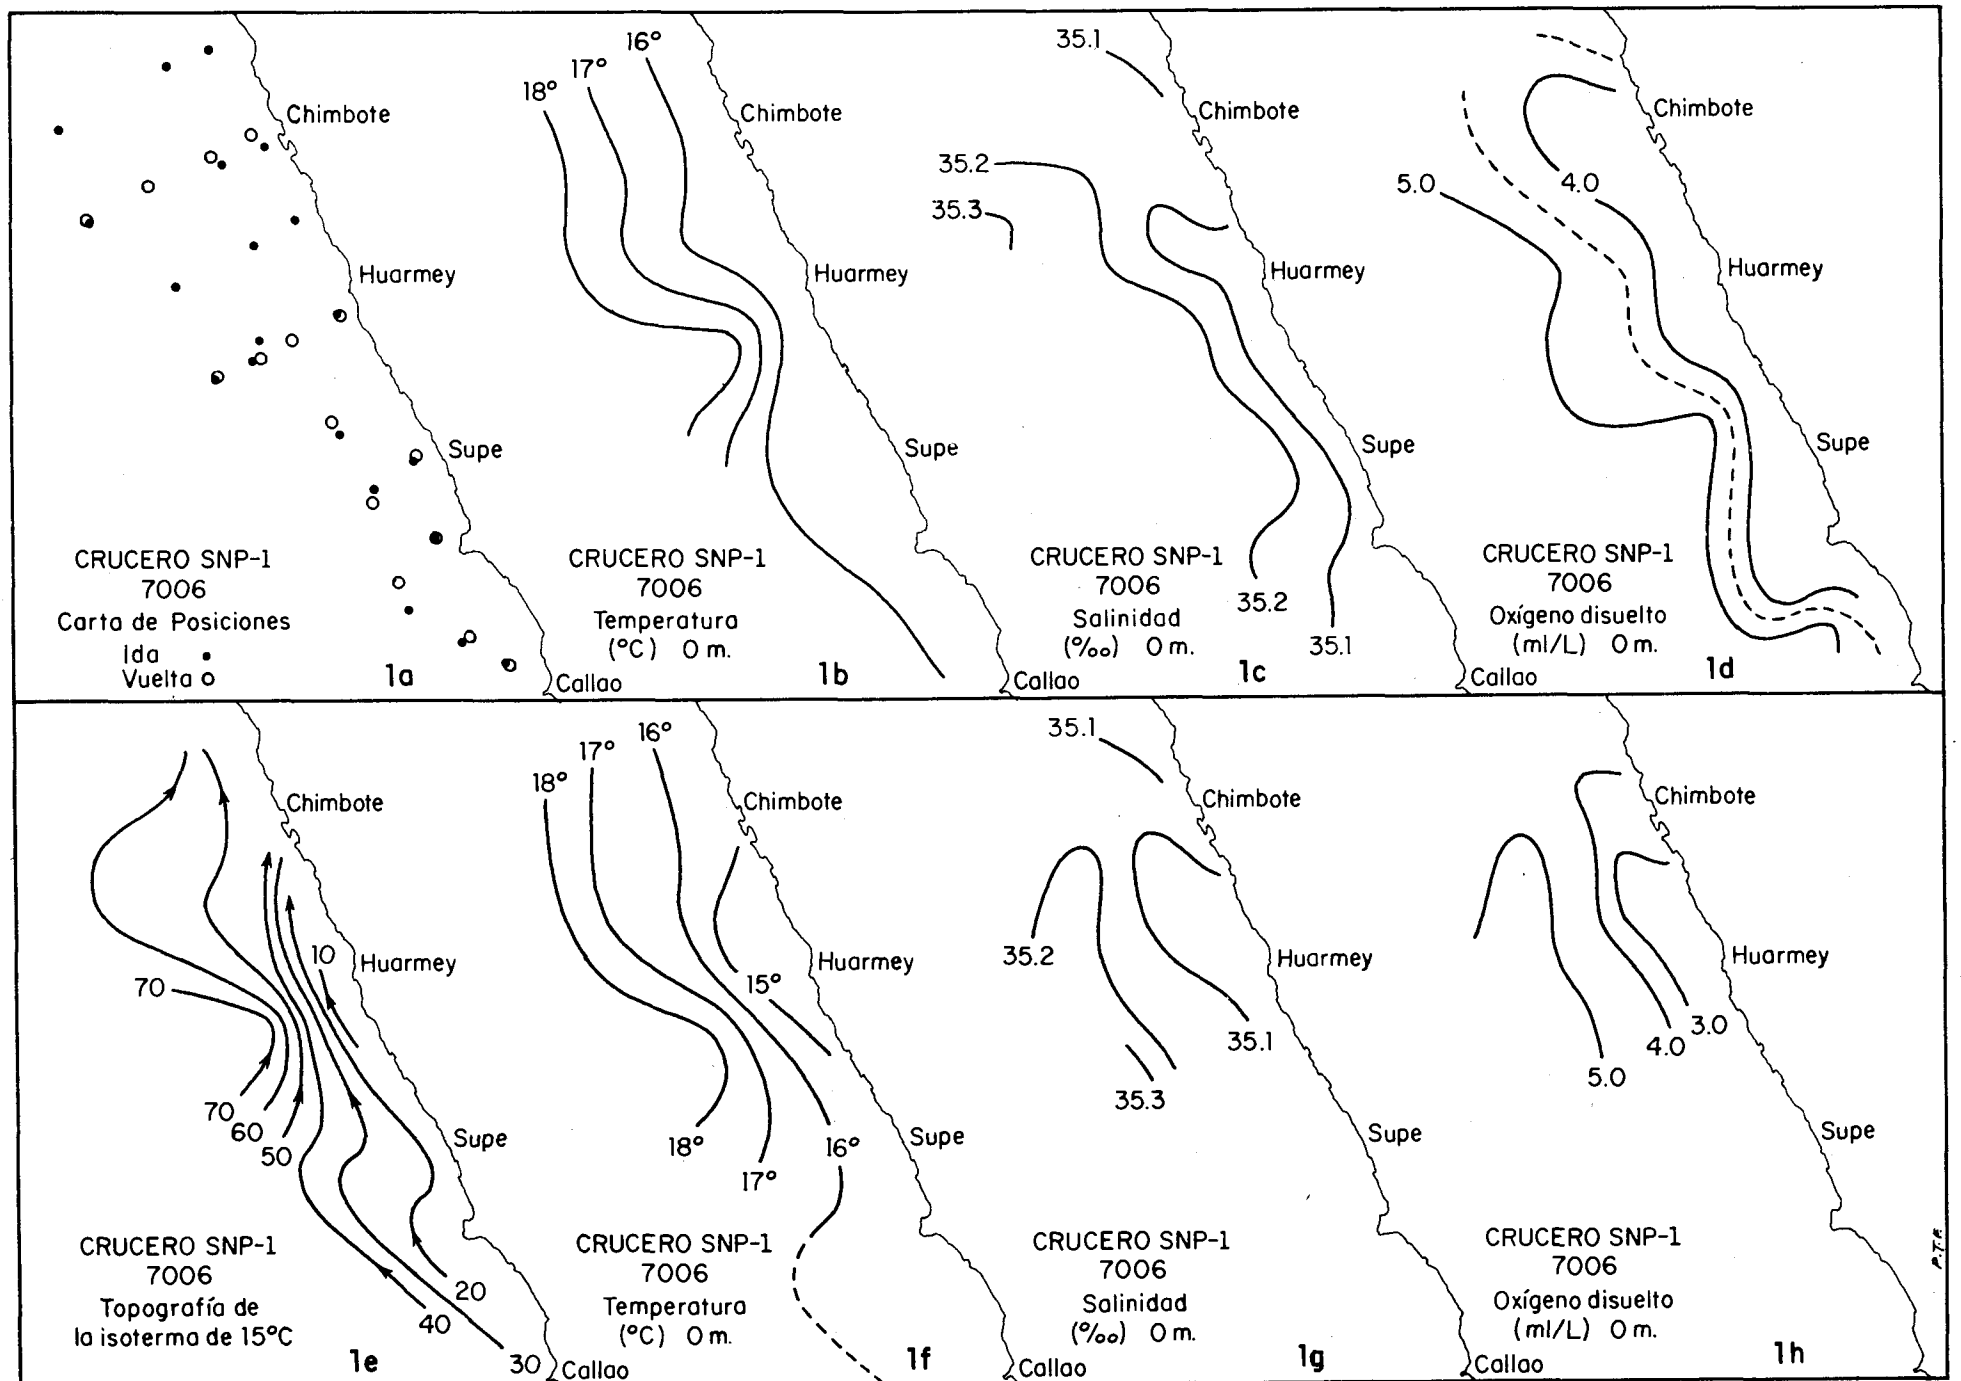 Chimbote
Huarmey
Supe
CRUCERO SNP-1
7006
Carta de Posiciones
Ida •
Vuelta o
1a
Callao
16°
17°
18°
Chimbote
Huarmey
Supe
CRUCERO SNP-1
7006
Temperatura
(°C) 0 m.
1b
Callao
35.1
Chimbote
35.2
35.3
Huarmey
Supe
CRUCERO SNP-1
7006
Salinidad
(‰) 0 m.
35.2
35.1
1c
Callao
Chimbote
4.0
5.0
Huarmey
Supe
CRUCERO SNP-1
7006
Oxígeno disuelto
(ml/L) 0 m.
1d
Chimbote
10
Huarmey
70
70
60
50
Supe
CRUCERO SNP-1
7006
Topografía de
la isoterma de 15°C
20
40
30
1e
Callao
16°
17°
18°
Chimbote
Huarmey
15°
18°
17°
16°
Supe
CRUCERO SNP-1
7006
Temperatura
(°C) 0 m.
1f
Callao
35.1
Chimbote
35.2
Huarmey
35.1
35.3
Supe
CRUCERO SNP-1
7006
Salinidad
(‰) 0 m.
1g
Callao
Chimbote
Huarmey
3.0
4.0
5.0
Supe
CRUCERO SNP-1
7006
Oxígeno disuelto
(ml/L) 0 m.
1h